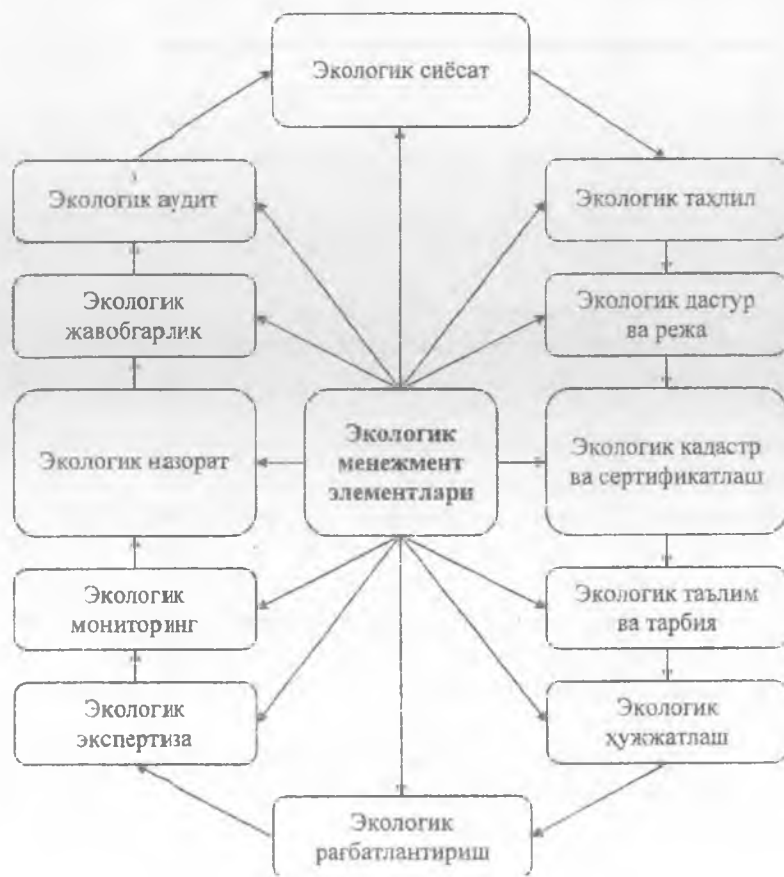 Экологик сиёсат
Экологик аудит
Экологик таҳлил
Экологик
жавобгарлик
Экологик дастур
ва режа
Экологик назорат
Экологик
менежмент
элементлари
Экологик кадастр
ва сертификатлаш
Экологик
мониторинг
Экологик таълим
ва тарбия
Экологик
экспертиза
Экологик
ҳужжатлаш
Экологик
рағбатлантириш